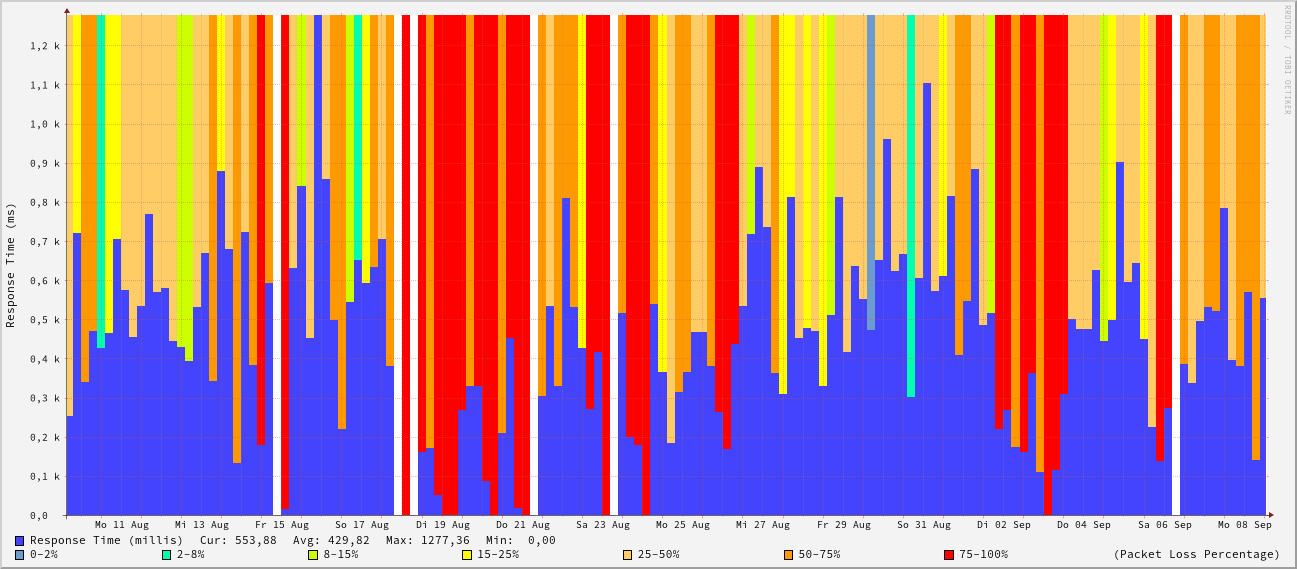 RRDTOOL / TOBI OETIKER
Response Time (ms)
1,2 k
1,1 k
1,0 k
0,9 k
0,8 k
0,7 k
0,6 k
0,5 k
0,4 k
0,3 k
0,2 k
0,1 k
0,0
Mo 11 Aug Mi 13 Aug Fr 15 Aug So 17 Aug Di 19 Aug Do 21 Aug Sa 23 Aug Mo 25 Aug Mi 27 Aug Fr 29 Aug So 31 Aug Di 02 Sep Do 04 Sep Sa 06 Sep Mo 08 Sep
Response Time (millis) Cur: 553,88 Avg: 429,82 Max: 1277,36 Min: 0,00
0-2% 2-8% 8-15% 15-25% 25-50% 50-75% 75-100% (Packet Loss Percentage)